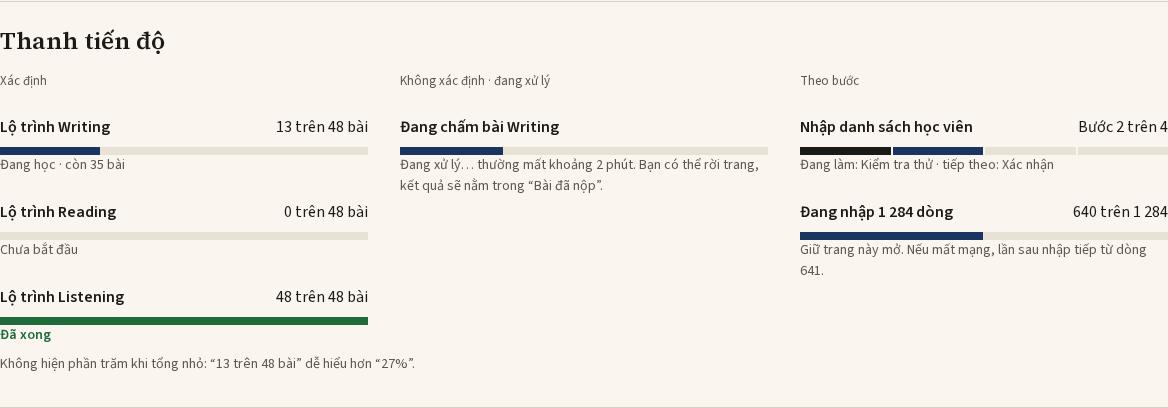 Thanh tiến độ
Xác định
Lộ trình Writing
13 trên 48 bài
Đang học · còn 35 bài
Lộ trình Reading
0 trên 48 bài
Chưa bắt đầu
Lộ trình Listening
48 trên 48 bài
Đã xong
Không xác định · đang xử lý
Đang chấm bài Writing
Đang xử lý… thường mất khoảng 2 phút. Bạn có thể rời trang,
kết quả sẽ nằm trong “Bài đã nộp”.
Theo bước
Nhập danh sách học viên
Bước 2 trên 4
Đang làm: Kiểm tra thử · tiếp theo: Xác nhận
Đang nhập 1 284 dòng
640 trên 1 284
Giữ trang này mở. Nếu mất mạng, lần sau nhập tiếp từ dòng
641.
Không hiện phần trăm khi tổng nhỏ: “13 trên 48 bài” dễ hiểu hơn “27%”.